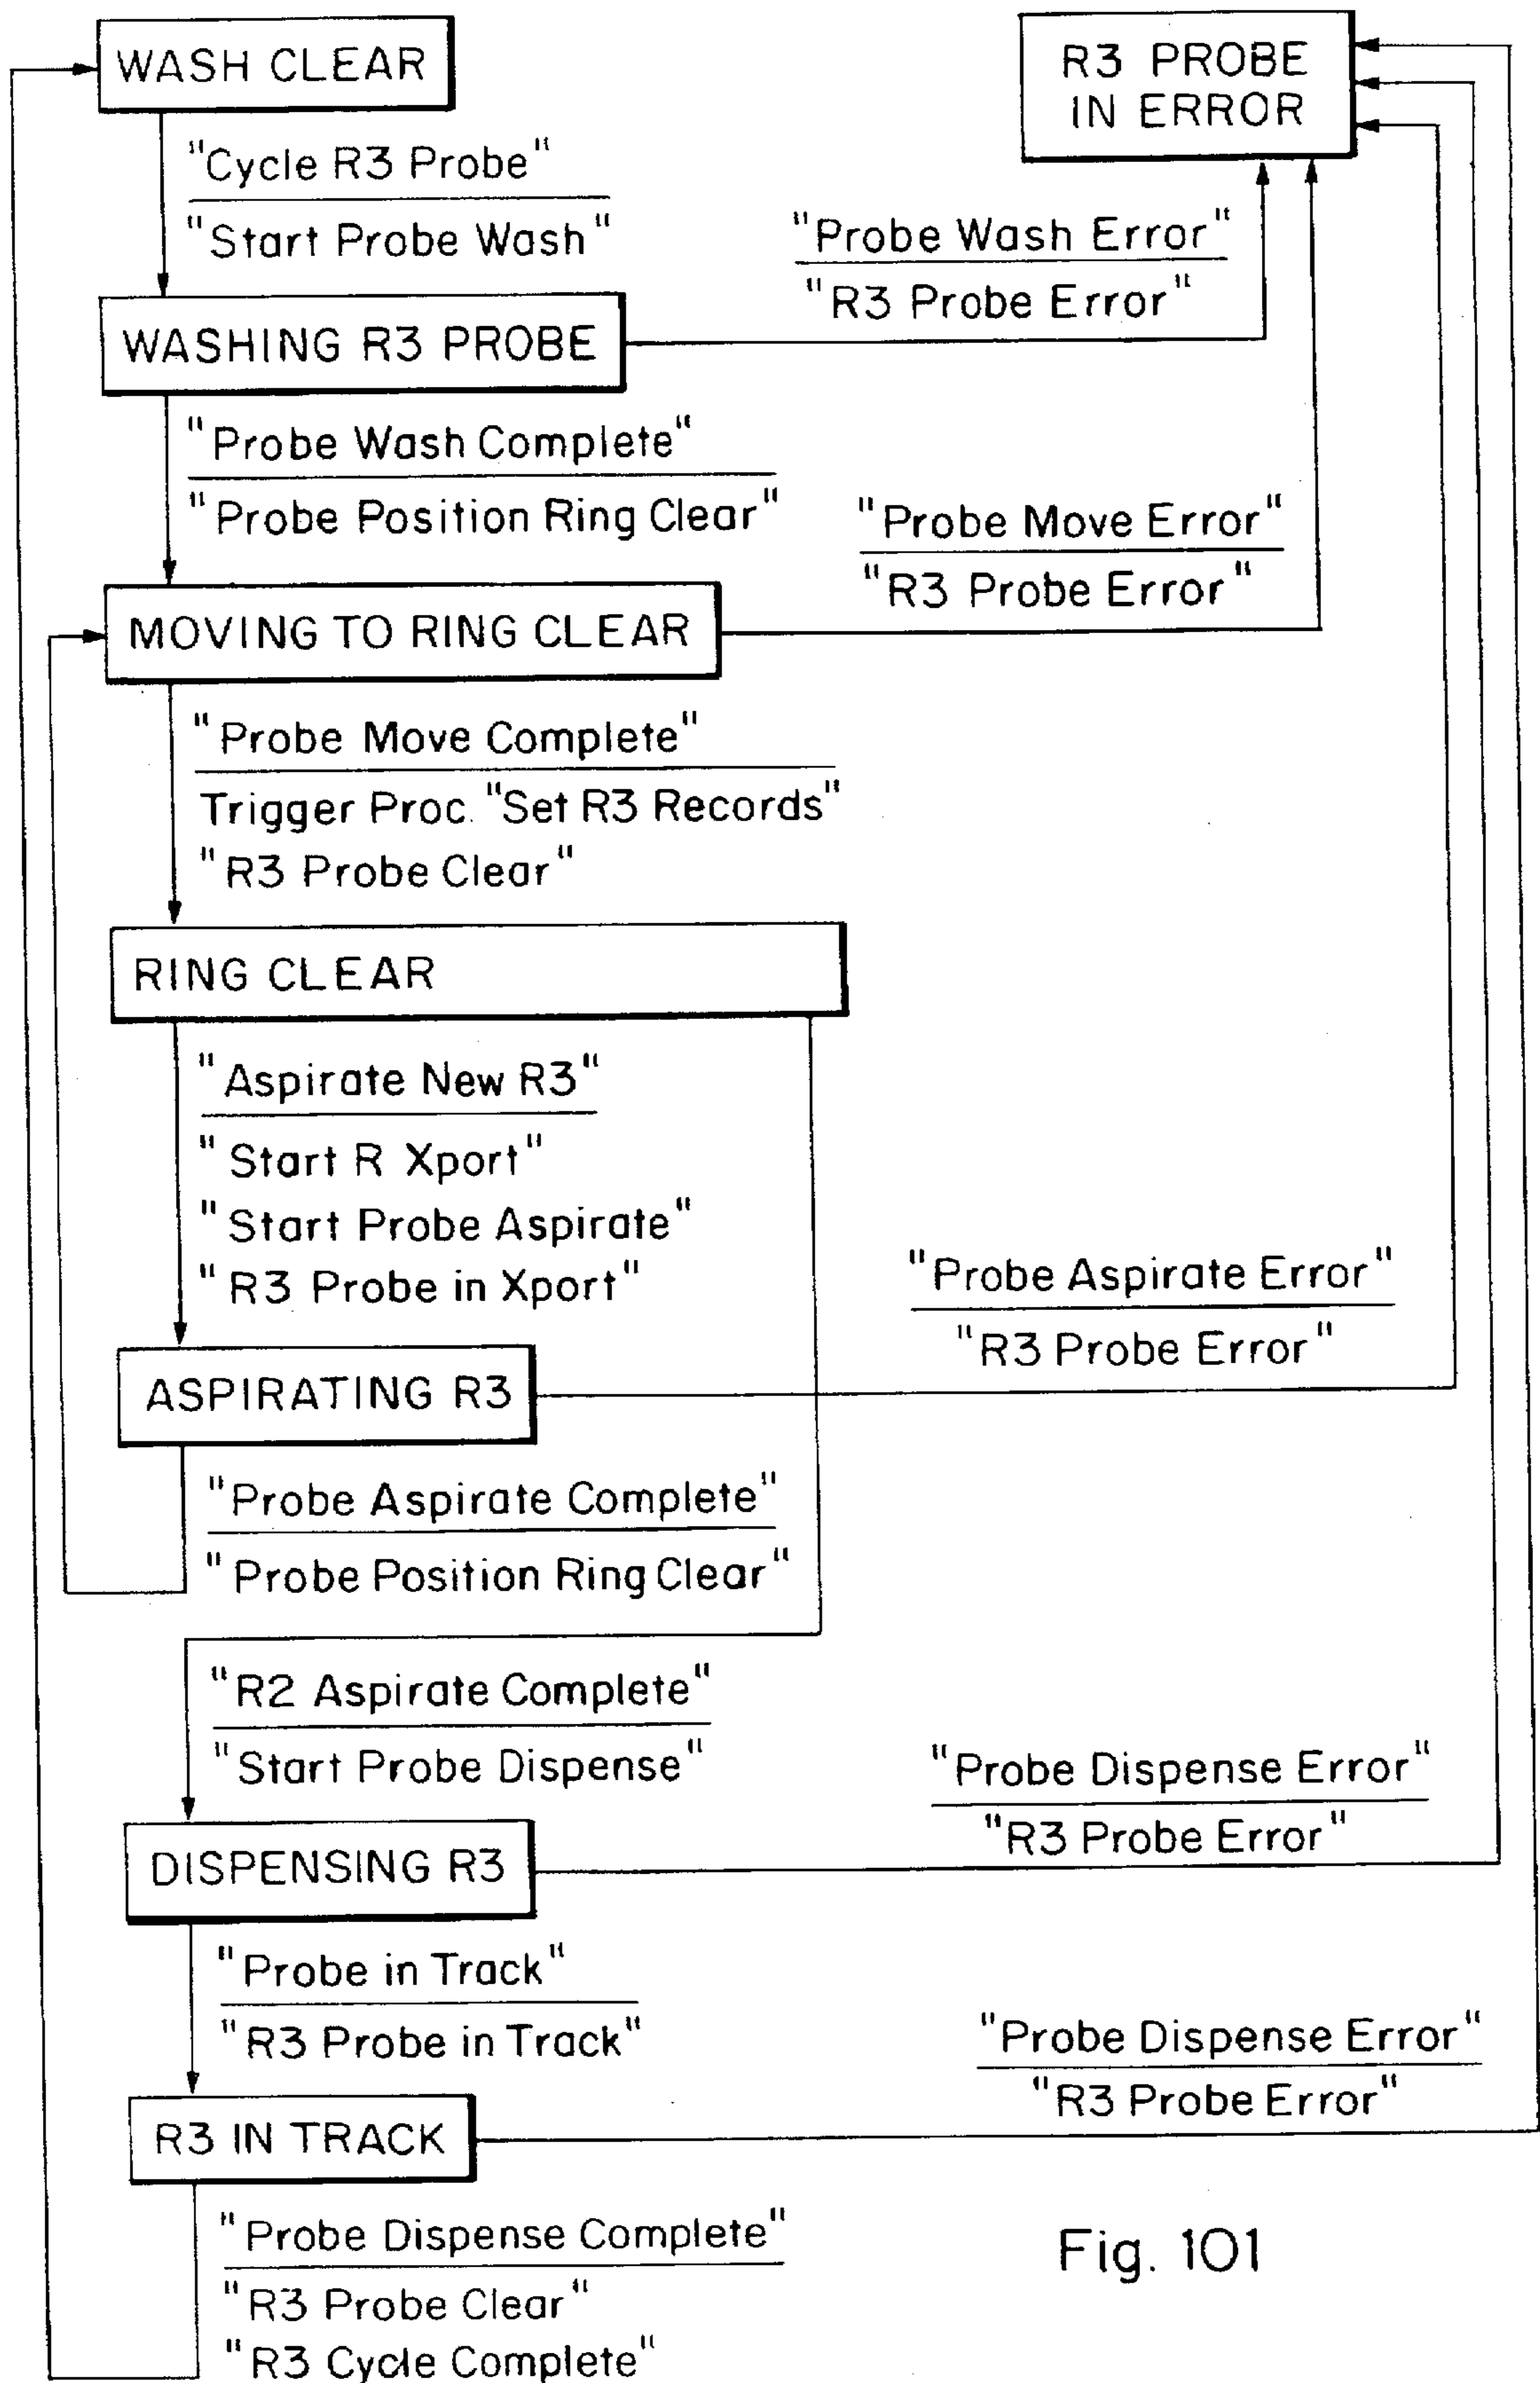 WASH CLEAR
R3 PROBE
IN ERROR
"Cycle R3 Probe"
"Start Probe Wash"
"Probe Wash Error"
"R3 Probe Error"
WASHING R3 PROBE
"Probe Wash Complete"
"Probe Position Ring Clear"
"Probe Move Error"
"R3 Probe Error"
MOVING TO RING CLEAR
"Probe Move Complete"
Trigger Proc. "Set R3 Records"
"R3 Probe Clear"
RING CLEAR
"Aspirate New R3"
"Start R Xport"
"Start Probe Aspirate"
"R3 Probe in Xport"
"Probe Aspirate Error"
"R3 Probe Error"
ASPIRATING R3
"Probe Aspirate Complete"
"Probe Position Ring Clear"
"R2 Aspirate Complete"
"Start Probe Dispense"
"Probe Dispense Error"
"R3 Probe Error"
DISPENSING R3
"Probe in Track"
"R3 Probe in Track"
"Probe Dispense Error"
"R3 Probe Error"
R3 IN TRACK
"Probe Dispense Complete"
"R3 Probe Clear"
"R3 Cycle Complete"
Fig. 101